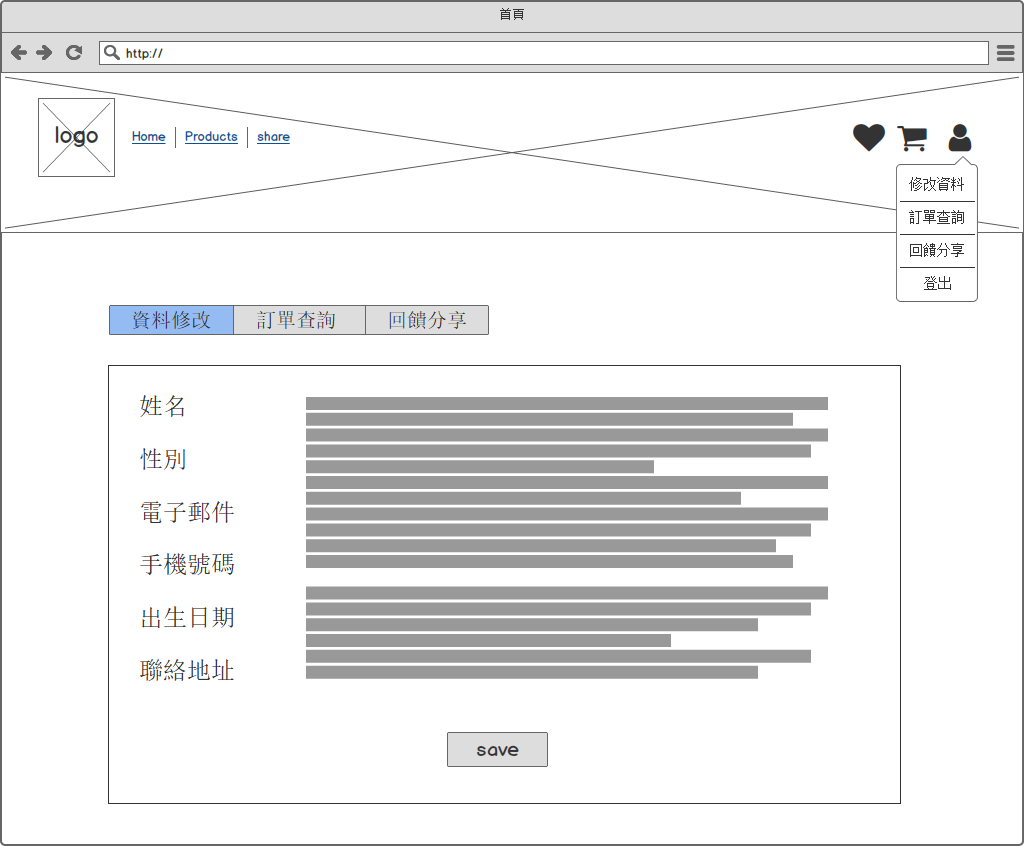 首頁
http://
logo
Home
Products
share
修改資料
訂單查詢
回饋分享
登出
資料修改
訂單查詢
回饋分享
姓名
性別
電子郵件
手機號碼
出生日期
聯絡地址
save